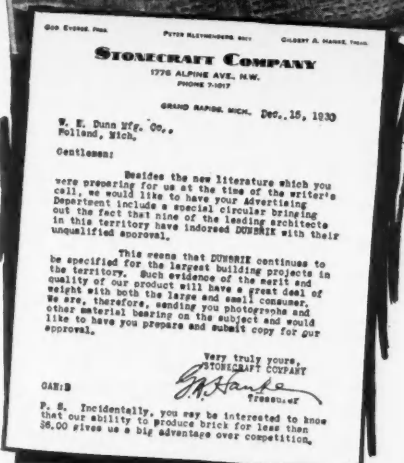 GEO EVERSE, PRES. PETER KLEYNENBERG, SECY GILBERT A. HANKE, TREAS.
STONECRAFT COMPANY
1776 ALPINE AVE., N.W.
PHONE 7-1017
GRAND RAPIDS, MICH., Dec. 15, 1930
W. E. Dunn Mfg. Co.,
Holland, Mich.
Gentlemen:
Besides the new literature which you
were preparing for us at the time of the writer's
call, we would like to have your Advertising
Department include a special circular bringing
out the fact that nine of the leading architects
in this territory have indorsed DUNBRIK with their
unqualified approval.
This means that DUNBRIK continues to
be specified for the largest building projects in
the territory. Such evidence of the merit and
quality of our product will have a great deal of
weight with both the large and small consumer.
We are, therefore, sending you photographs and
other material bearing on the subject and would
like to have you prepare and submit copy for our
approval.
Very truly yours,
STONECRAFT COMPANY
G A Hanke
Treasurer
GAH:B
P. S. Incidentally, you may be interested to know
that our ability to produce brick for less than
$6.00 gives us a big advantage over competition.